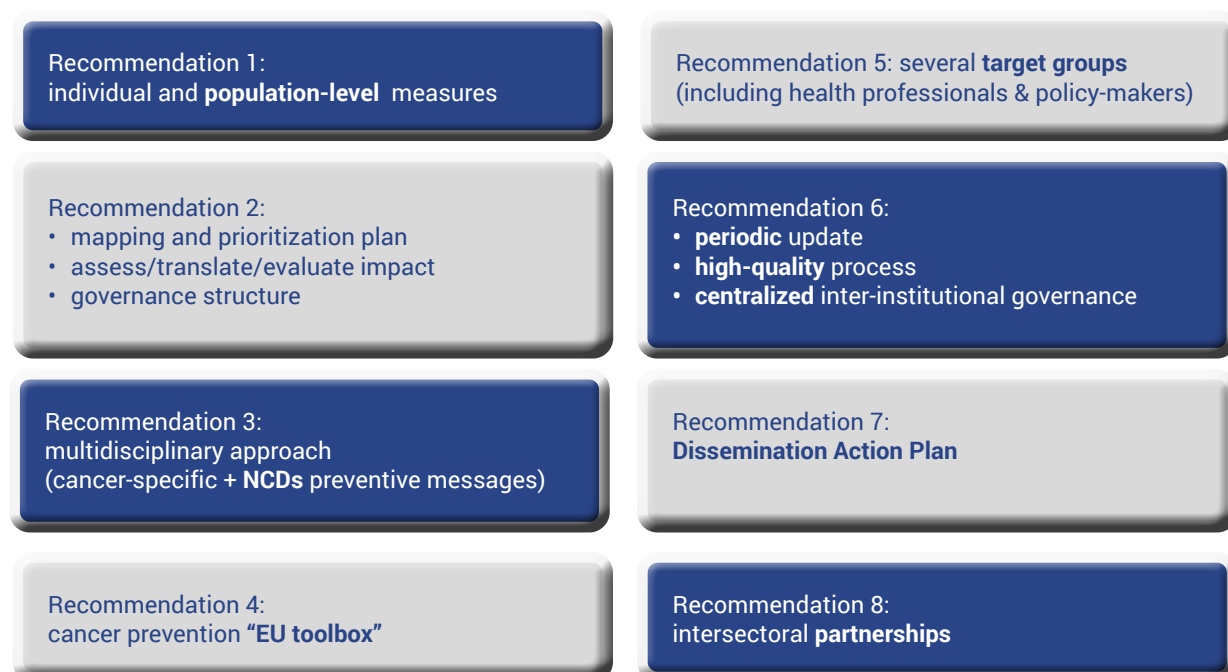 Recommendation 1:
individual and population-level measures
Recommendation 2:
• mapping and prioritization plan
• assess/translate/evaluate impact
• governance structure
Recommendation 3:
multidisciplinary approach
(cancer-specific + NCDs preventive messages)
Recommendation 4:
cancer prevention “EU toolbox”
Recommendation 5: several target groups
(including health professionals & policy-makers)
Recommendation 6:
• periodic update
• high-quality process
• centralized inter-institutional governance
Recommendation 7:
Dissemination Action Plan
Recommendation 8:
intersectoral partnerships